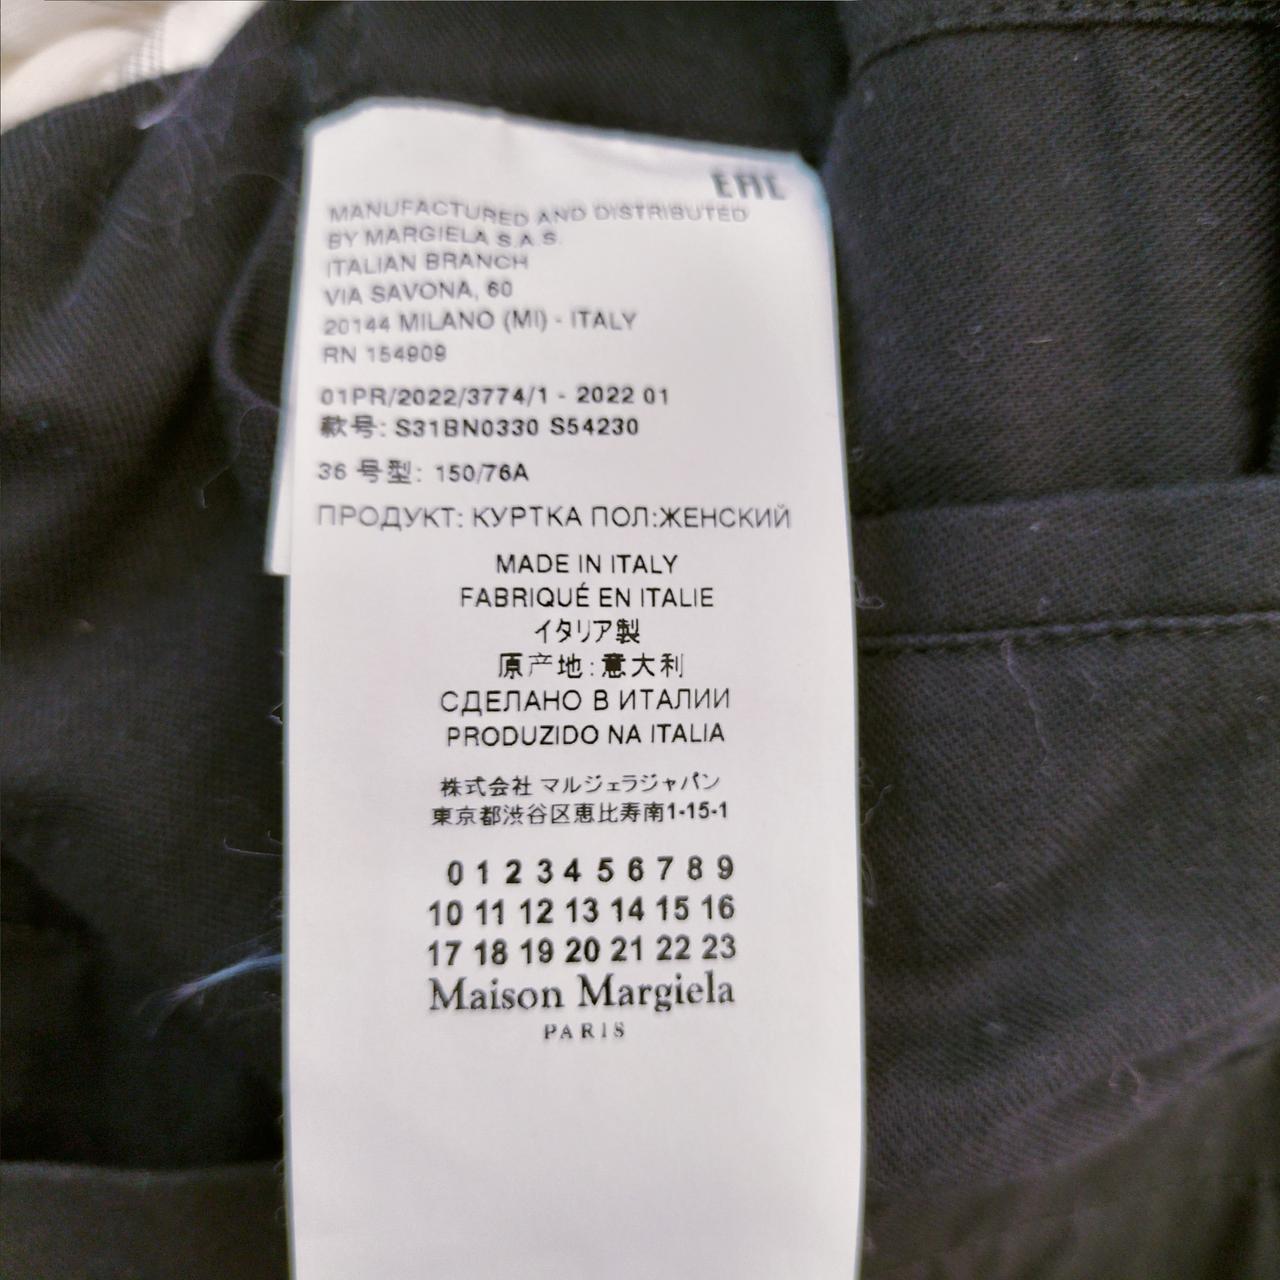 EAC
MANUFACTURED AND DISTRIBUTED
BY MARGIELA S.A.S.
ITALIAN BRANCH
VIA SAVONA, 60
20144 MILANO (MI) - ITALY
RN 154909
01PR/2022/3774/1 - 2022 01
款号: S31BN0330 S54230
36 号型: 150/76A
ПРОДУКТ: КУРТКА ПОЛ:ЖЕНСКИЙ
MADE IN ITALY
FABRIQUÉ EN ITALIE
イタリア製
原产地:意大利
СДЕЛАНО В ИТАЛИИ
PRODUZIDO NA ITALIA
株式会社 マルジェラジャパン
東京都渋谷区恵比寿南1-15-1
0 1 2 3 4 5 6 7 8 9
10 11 12 13 14 15 16
17 18 19 20 21 22 23
Maison Margiela
PARIS